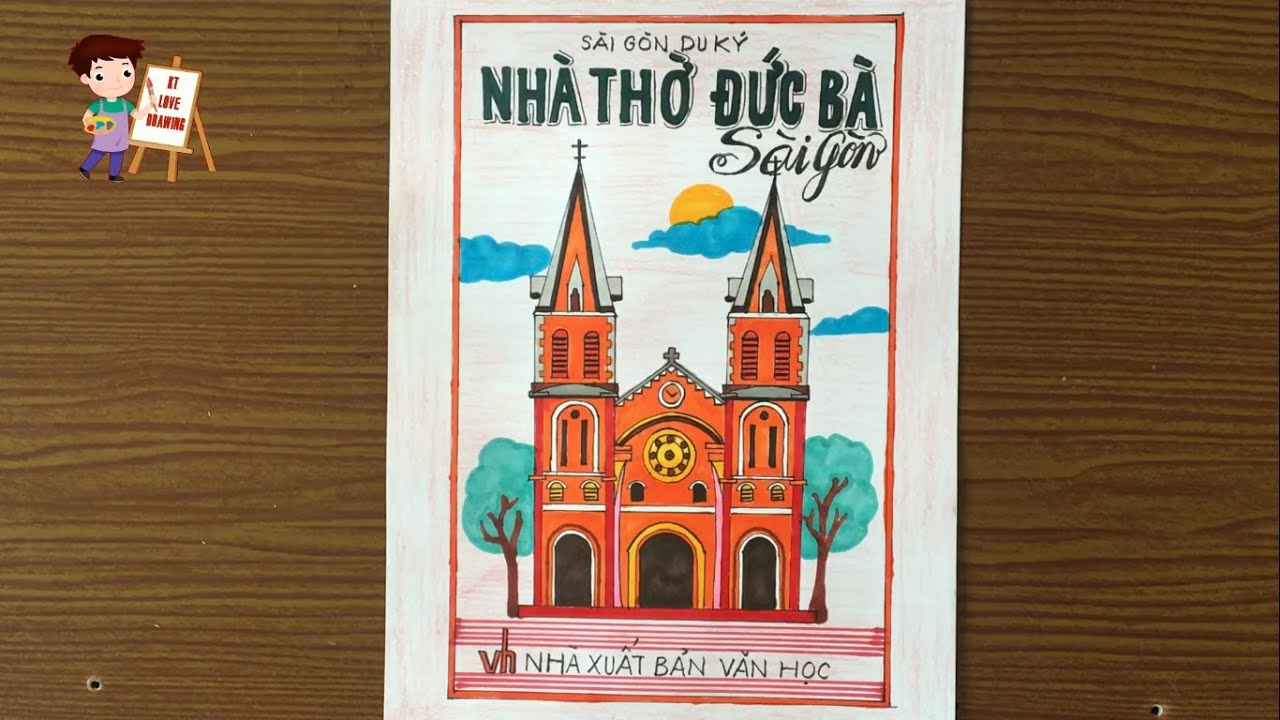 KT
LOVE
DRAWING
SÀI GÒN DU KÝ
NHÀ THỜ ĐỨC BÀ
Sài Gòn
vh NHÀ XUẤT BẢN VĂN HỌC